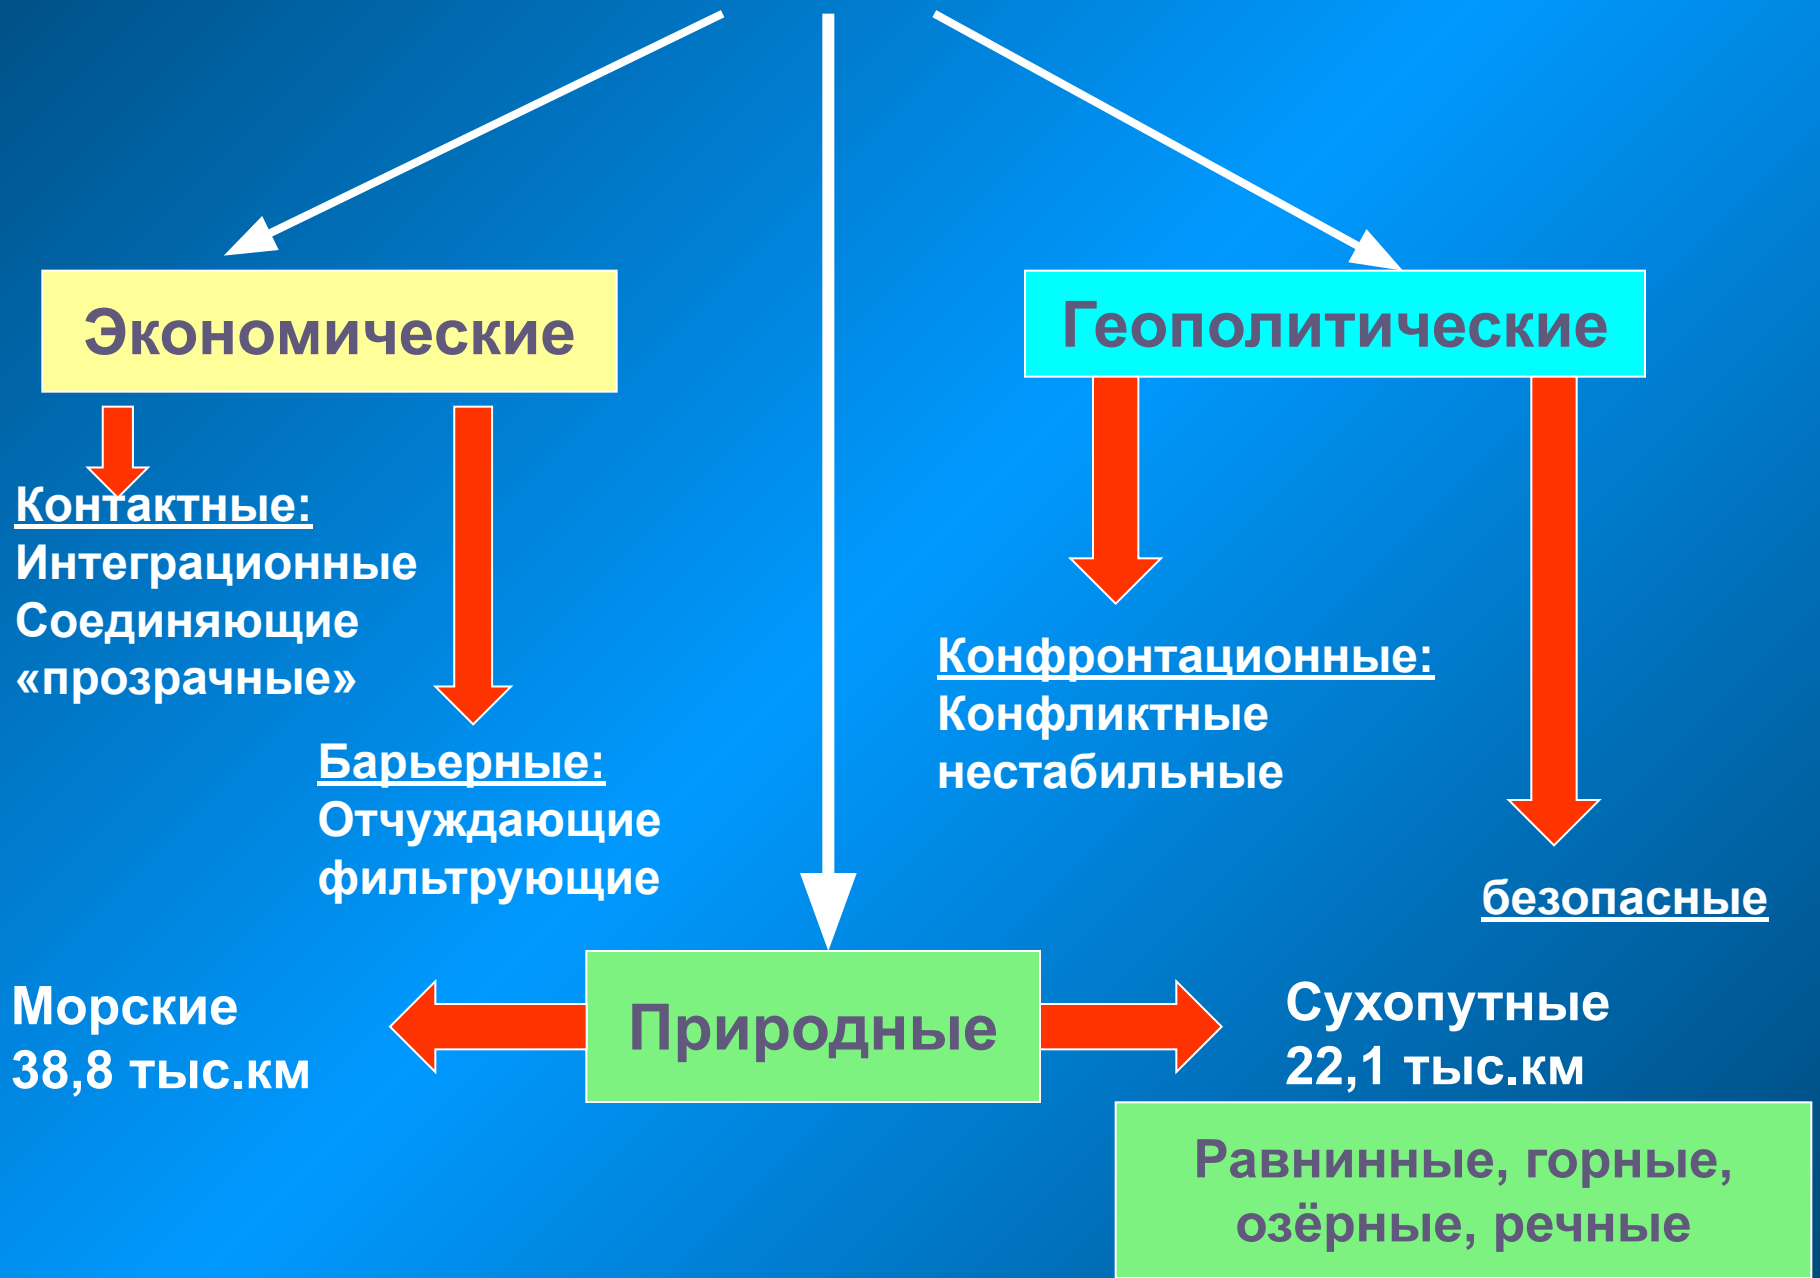 Экономические
Геополитические
Контактные:
Интеграционные
Соединяющие
«прозрачные»
Барьерные:
Отчуждающие
фильтрующие
Конфронтационные:
Конфликтные
нестабильные
безопасные
Природные
Морские
38,8 тыс.км
Сухопутные
22,1 тыс.км
Равнинные, горные,
озёрные, речные